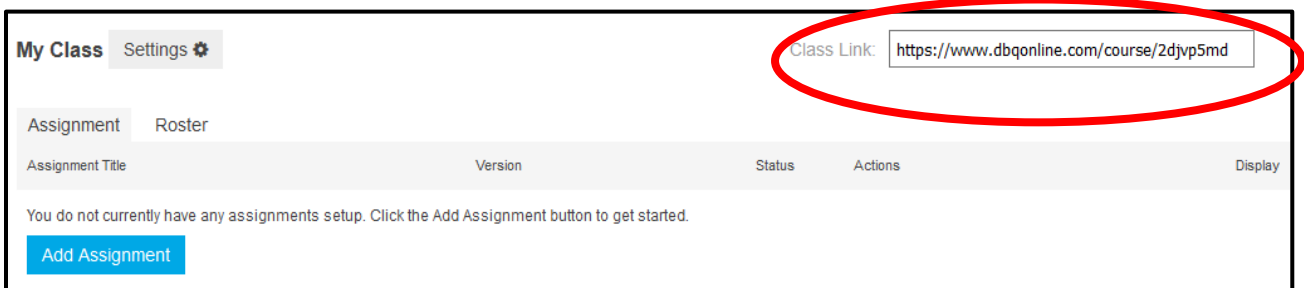 My Class Settings Class Link: https://www.dbqonline.com/course/2djvp5md
Assignment Roster
Assignment Title Version Status Actions Display
You do not currently have any assignments setup. Click the Add Assignment button to get started.
Add Assignment